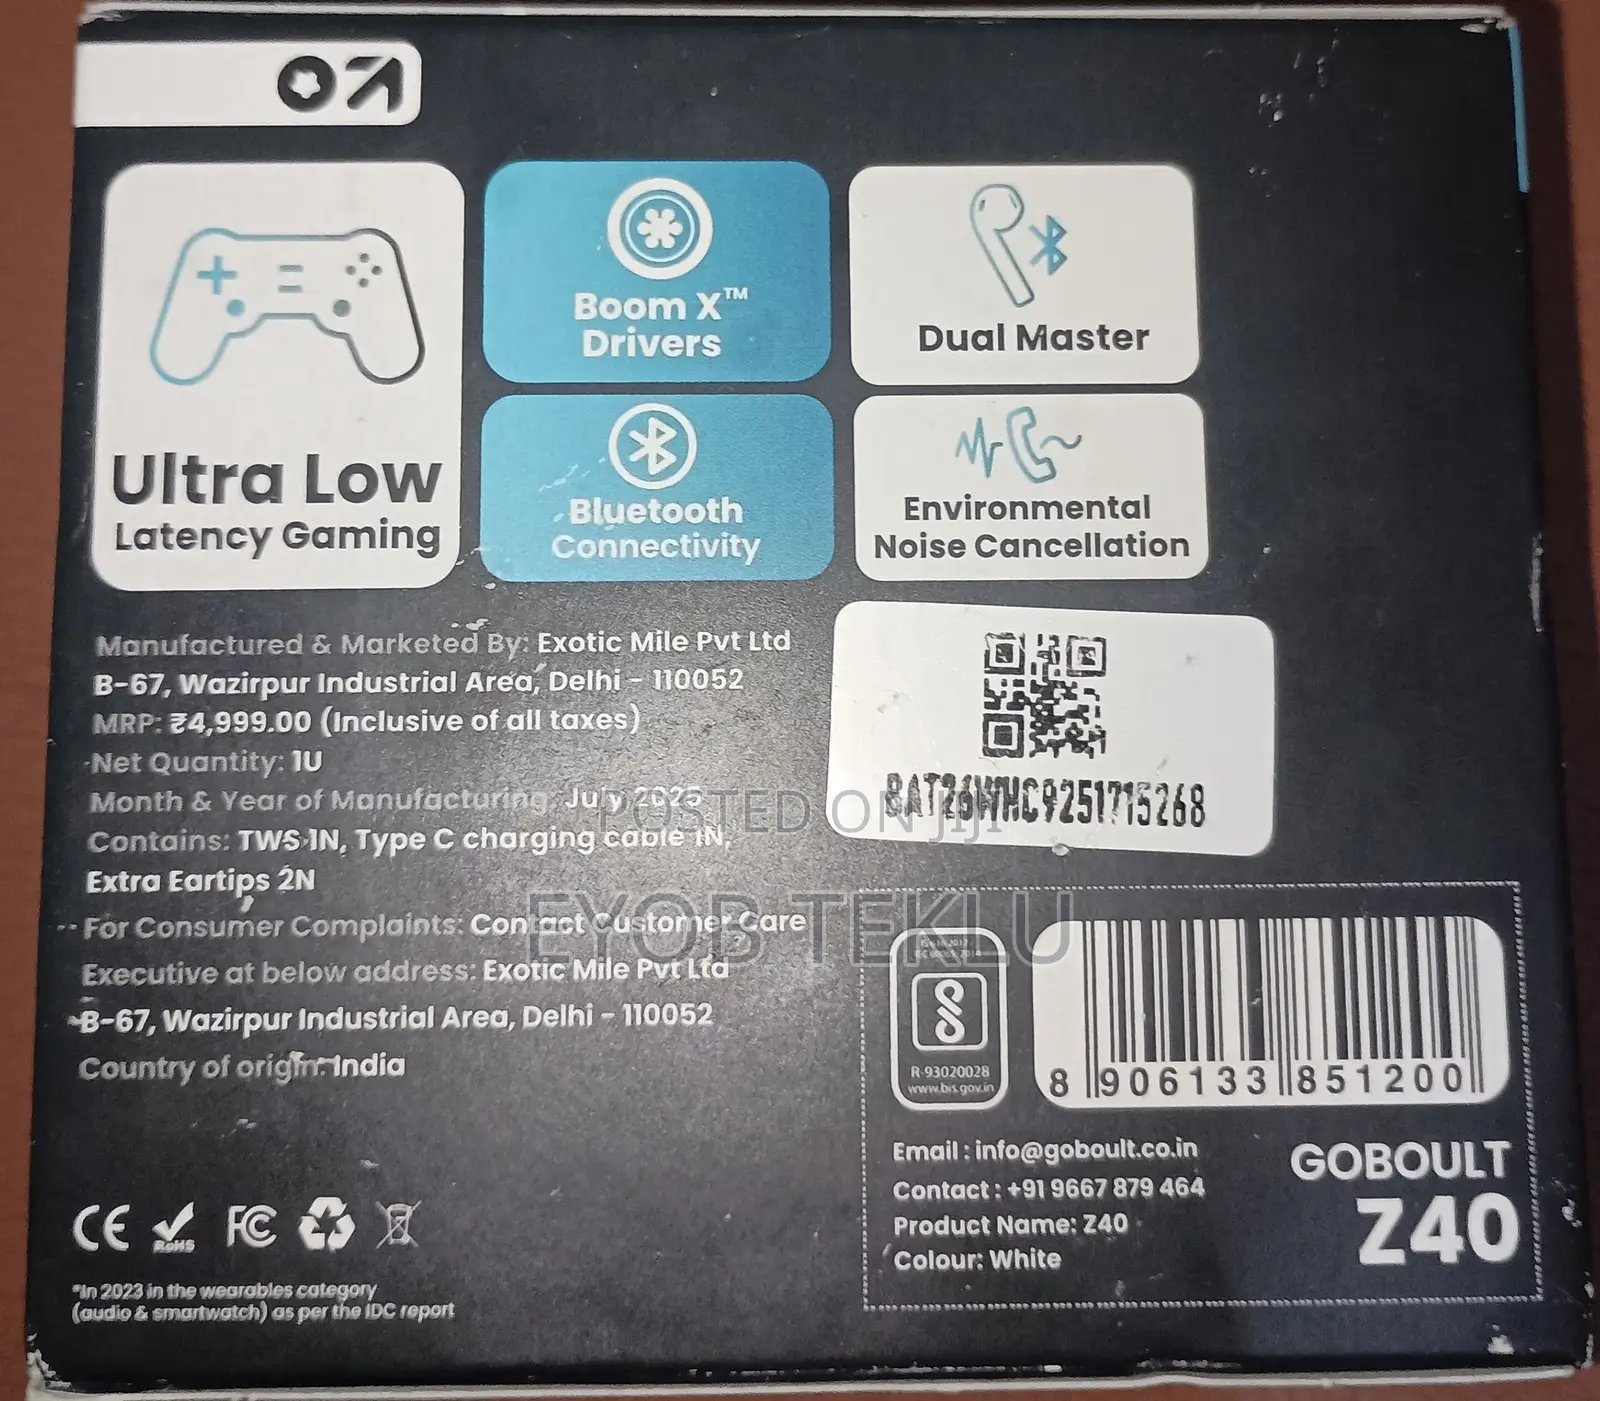 Ultra Low
Latency Gaming
Boom X™
Drivers
Dual Master
Bluetooth
Connectivity
Environmental
Noise Cancellation
Manufactured & Marketed By: Exotic Mile Pvt Ltd
B-67, Wazirpur Industrial Area, Delhi - 110052
MRP: ₹4,999.00 (Inclusive of all taxes)
Net Quantity: 1U
Month & Year of Manufacturing: July 2025
Contains: TWS 1N, Type C charging cable 1N,
Extra Eartips 2N
For Consumer Complaints: Contact Customer Care
Executive at below address: Exotic Mile Pvt Ltd
B-67, Wazirpur Industrial Area, Delhi - 110052
Country of origin: India
BAT26WHC9251715268
POSTED ON JIJI
EYOB TEKLU
R-93020028
www.bis.gov.in
8 906133 851200
Email : info@goboult.co.in
Contact : +91 9667 879 464
Product Name: Z40
Colour: White
GOBOULT
Z40
CE
RoHS
FC
*In 2023 in the wearables category
(audio & smartwatch) as per the IDC report